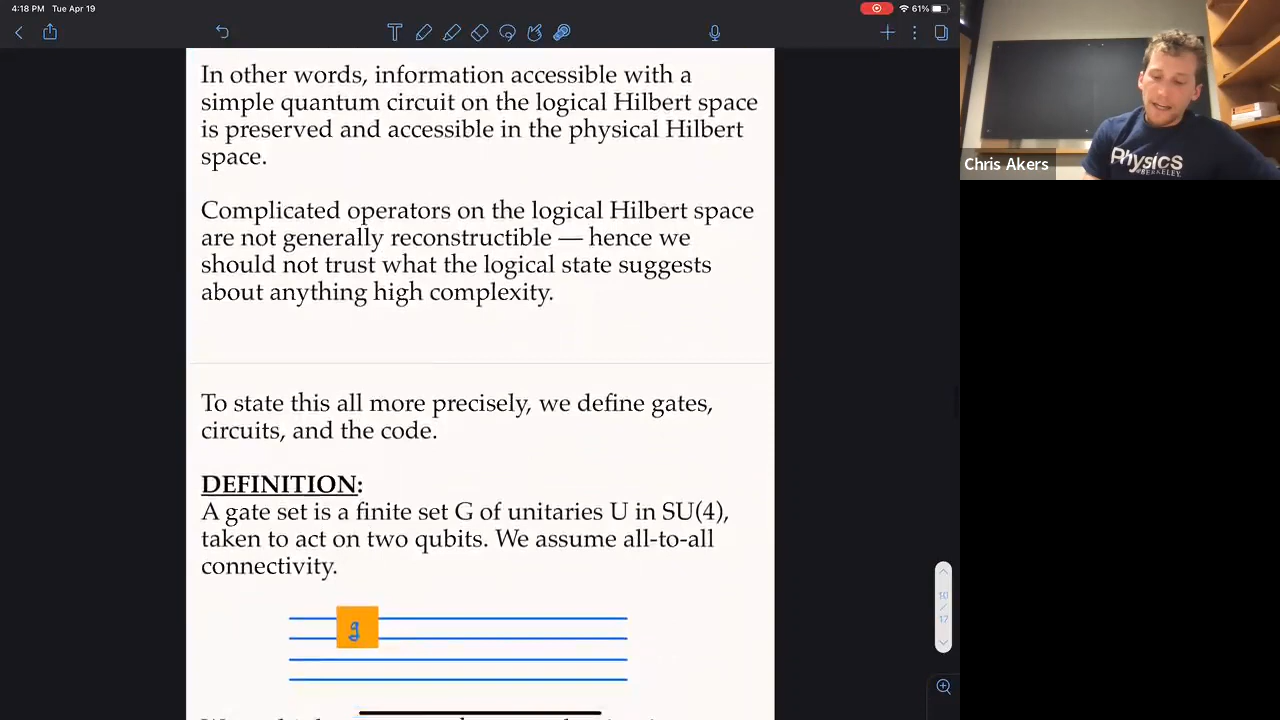 4:18 PM Tue Apr 19
61%
In other words, information accessible with a
simple quantum circuit on the logical Hilbert space
is preserved and accessible in the physical Hilbert
space.
Complicated operators on the logical Hilbert space
are not generally reconstructible — hence we
should not trust what the logical state suggests
about anything high complexity.
To state this all more precisely, we define gates,
circuits, and the code.
DEFINITION:
A gate set is a finite set G of unitaries U in SU(4),
taken to act on two qubits. We assume all-to-all
connectivity.
g
10
/
17
Chris Akers
Physics
BERKELEY